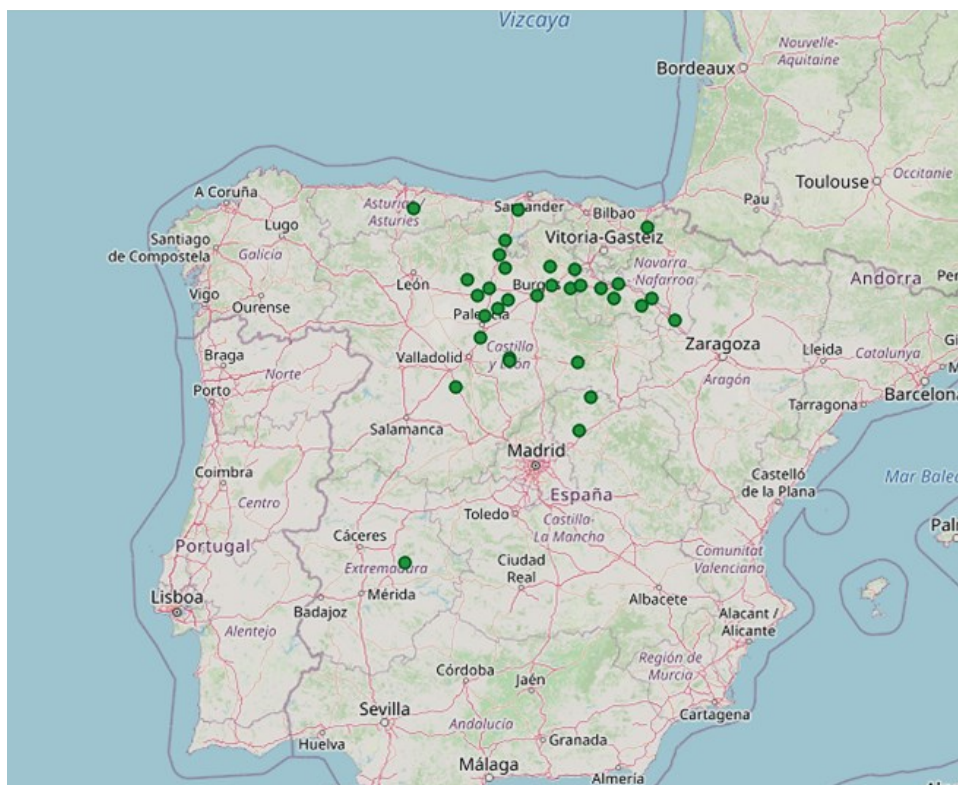 Vizcaya
Nouvelle-
Aquitaine
Bordeaux
Toulouse
Occitanie
A Coruña
Asturias /
Asturies
Santander
Bilbao
Pau
Lugo
Santiago
de Compostela
Galicia
Vitoria-Gasteiz
Navarra
Nafarroa
Andorra
León
Vigo
Ourense
Burgos
Palencia
Zaragoza
Lleida
Catalunya
Braga
Valladolid
Castilla
y León
Norte
Aragón
Barcelona
Porto
Tarragona
Salamanca
Madrid
Coimbra
Castelló
de la Plana
Centro
España
Toledo
Castilla-
La Mancha
Cáceres
Portugal
Extremadura
Ciudad
Real
Comunitat
Valenciana
Lisboa
Mérida
Badajoz
Albacete
Alacant /
Alicante
Alentejo
Córdoba
Jaén
Región de
Murcia
Sevilla
Andalucía
Cartagena
Huelva
Granada
Málaga
Almería